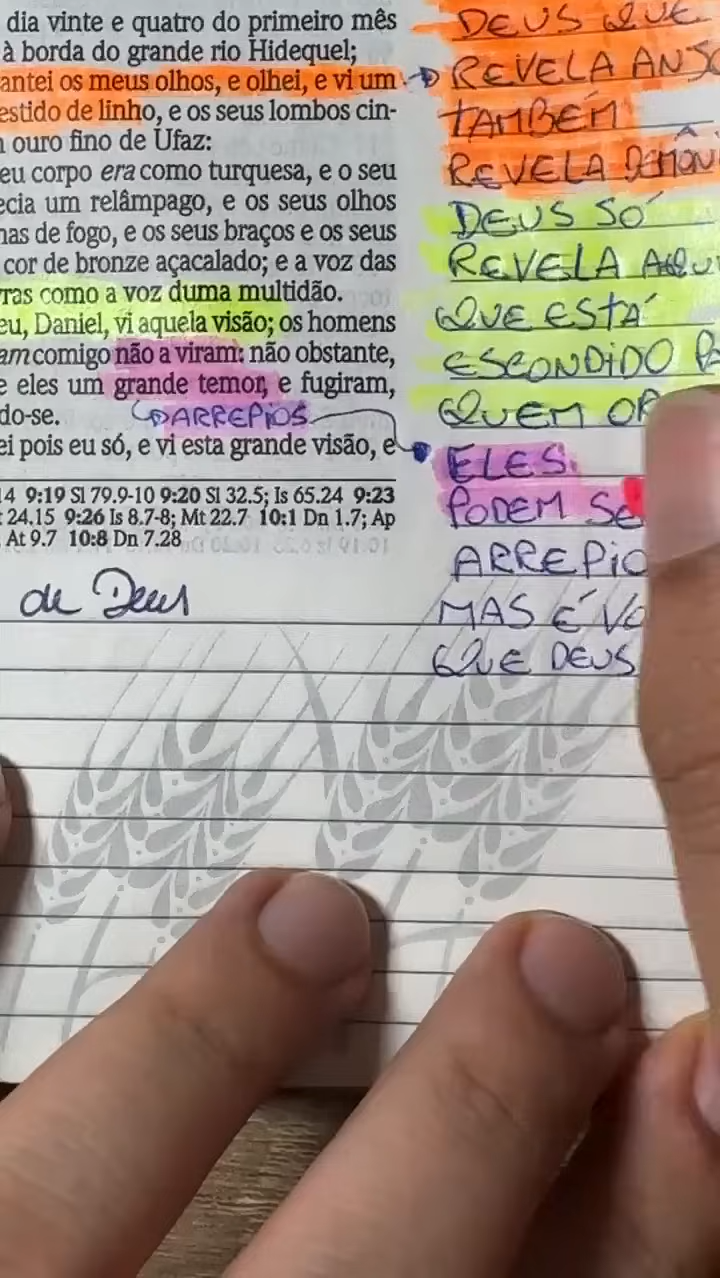 dia vinte e quatro do primeiro mês
à borda do grande rio Hidequel;
antei os meus olhos, e olhei, e vi um
estido de linho, e os seus lombos cin-
ouro fino de Ufaz:
eu corpo era como turquesa, e o seu
ecia um relâmpago, e os seus olhos
has de fogo, e os seus braços e os seus
cor de bronze açacalado; e a voz das
vras como a voz duma multidão.
eu, Daniel, vi aquela visão; os homens
am comigo não a viram: não obstante,
e eles um grande temor, e fugiram,
do-se.
ARREPIOS
ei pois eu só, e vi esta grande visão, e
14 9:19 Sl 79.9-10 9:20 Sl 32.5; Is 65.24 9:23
24.15 9:26 Is 8.7-8; Mt 22.7 10:1 Dn 1.7; Ap
At 9.7 10:8 Dn 7.28
de Deus
DEUS QUE
REVELA ANJO
TAMBÉM
REVELA DEMÔNI
DEUS SÓ
REVELA
QUE ESTÁ
ESCONDIDO PA
QUEM OR
ELES
PODEM SE
ARREPIO
MAS É VO
QUE DEUS